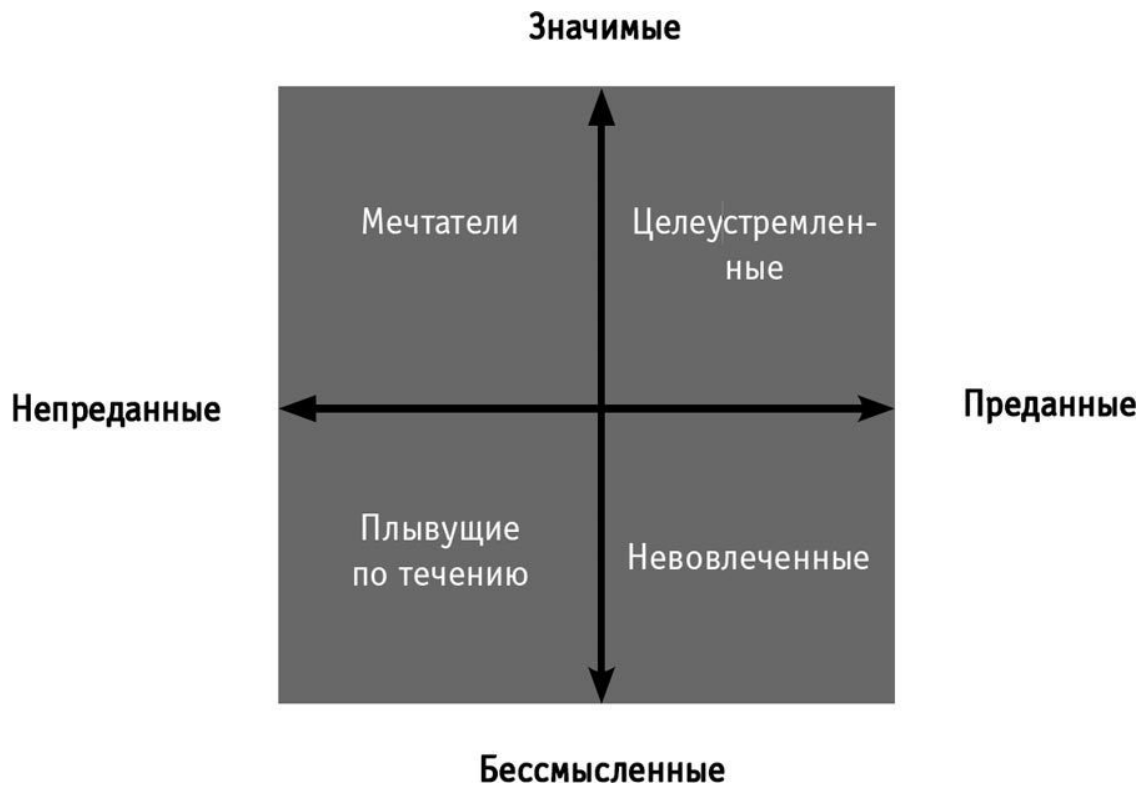 Значимые
Мечтатели
Целеустремлен-
ные
Непреданные
Преданные
Плывущие
по течению
Невовлеченные
Бессмысленные